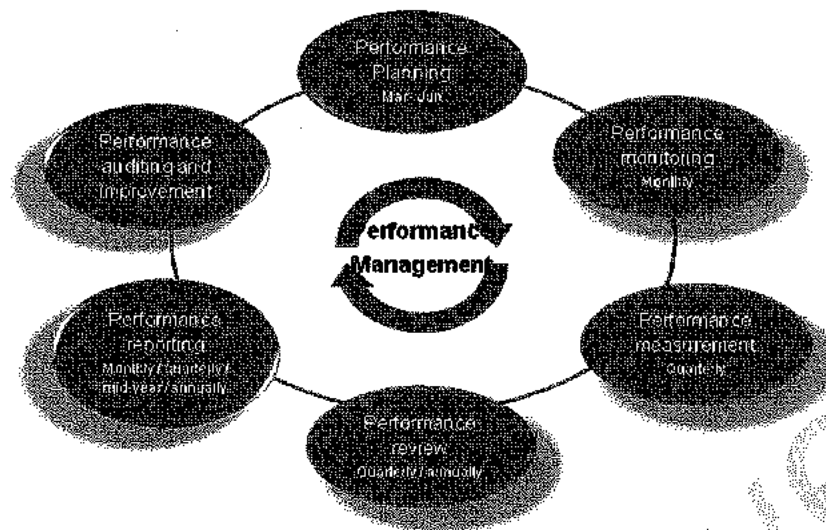 Performance
Planning
Mar-Jun
Performance
monitoring
Monthly
Performance
measurement
Quarterly
Performance
review
Quarterly / annually
Performance
reporting
Monthly / quarterly /
mid-year / annually
Performance
auditing and
improvement
Performance
Management